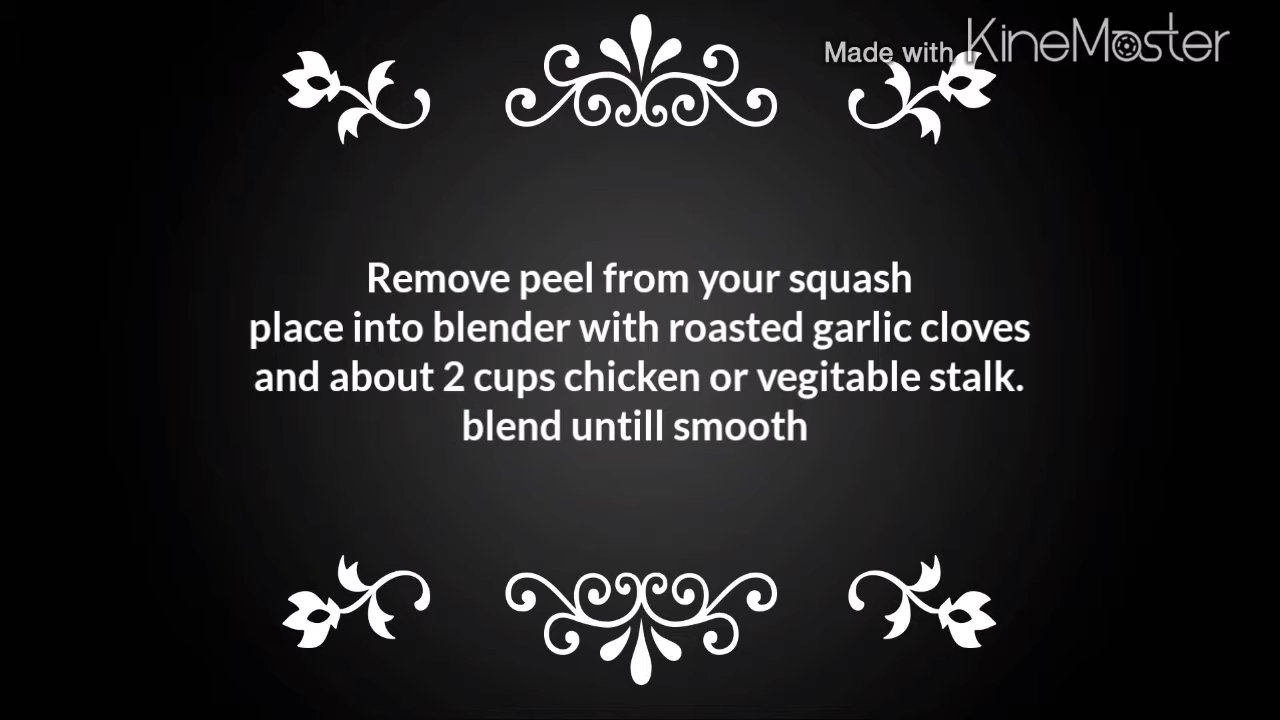 Made with KineMaster
Remove peel from your squash
place into blender with roasted garlic cloves
and about 2 cups chicken or vegitable stalk.
blend untill smooth